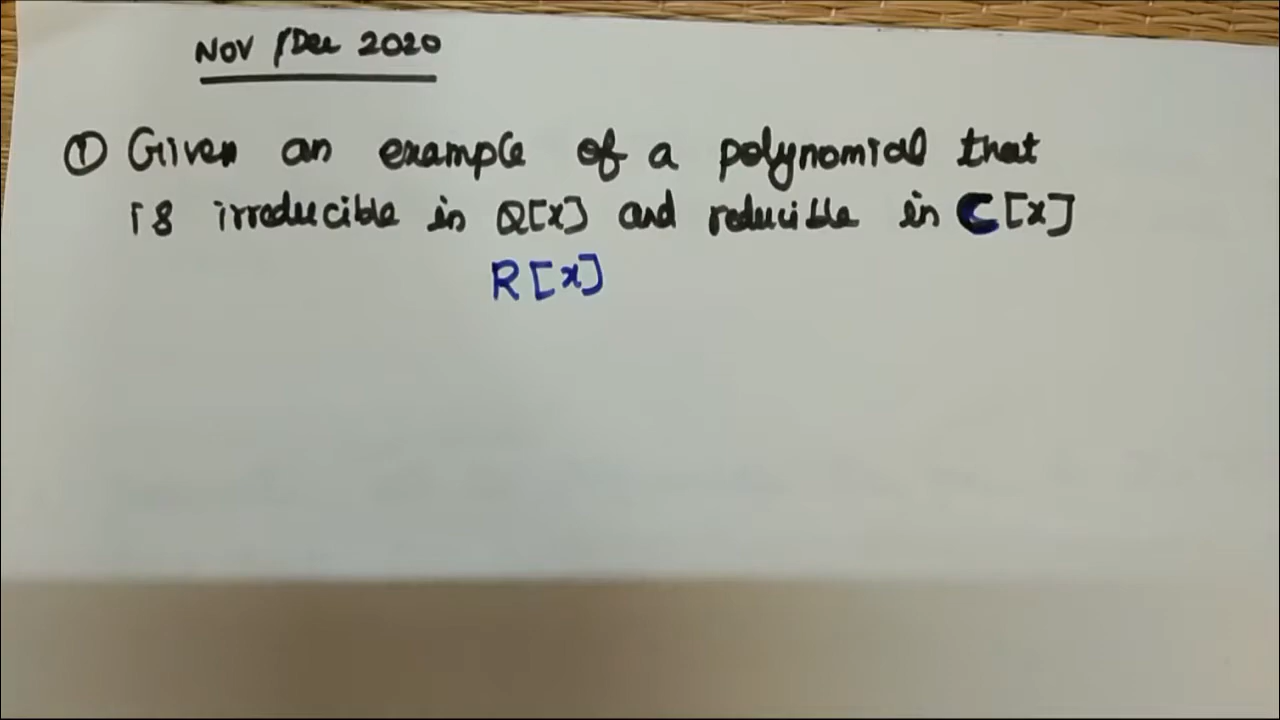 Nov / Dec 2020
① Given an example of a polynomial that
is irreducible in Q[x] and reducible in C[x]
R[x]